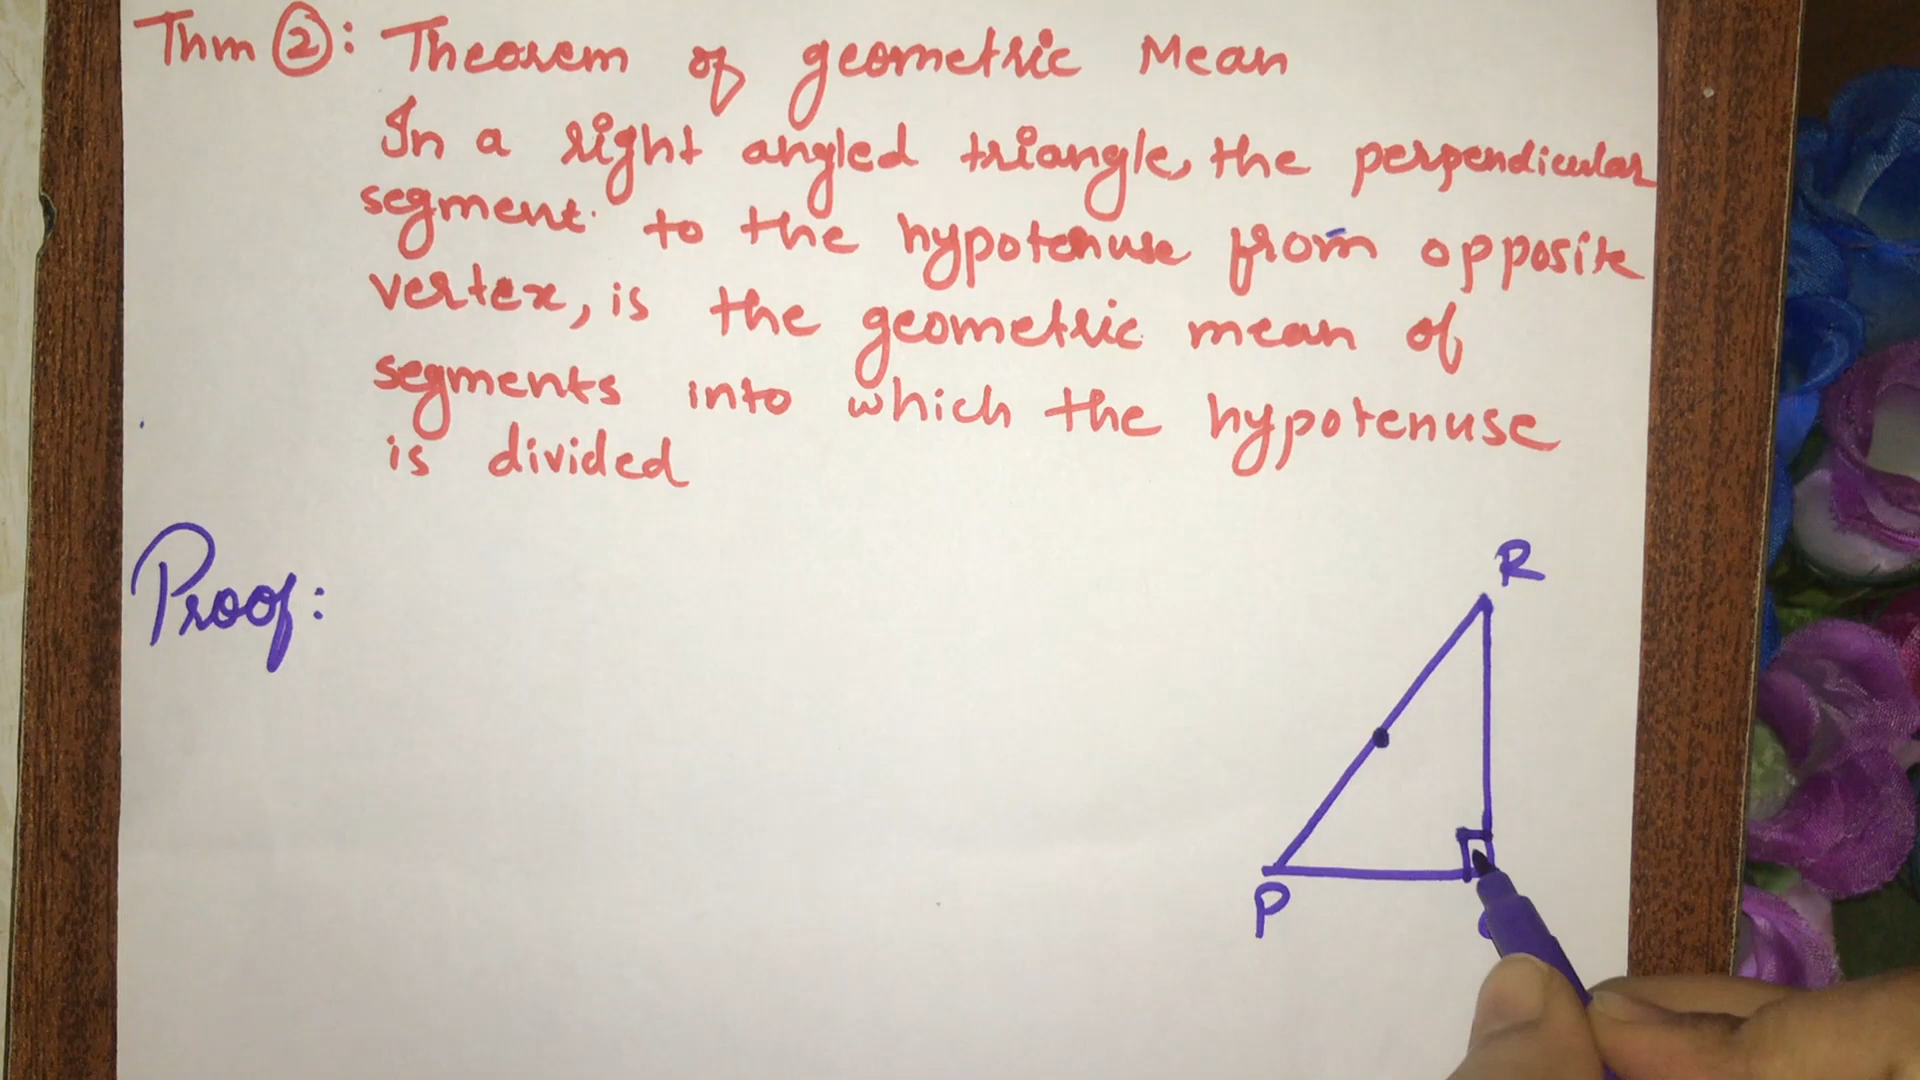 Thm ②: Theorem of geometric Mean
In a right angled triangle, the perpendicular
segment to the hypotenuse from opposite
vertex, is the geometric mean of
segments into which the hypotenuse
is divided
Proof:
R
P